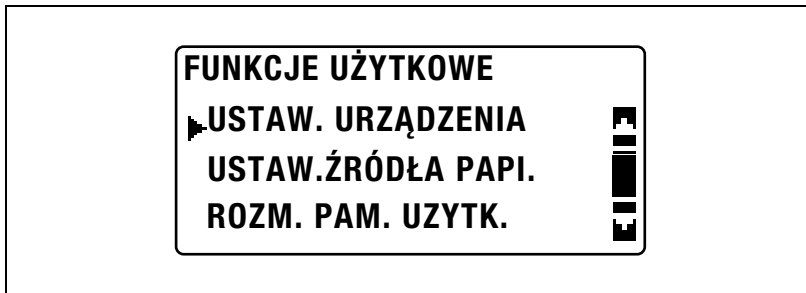 FUNKCJE UŻYTKOWE
USTAW. URZĄDZENIA
USTAW.ŹRÓDŁA PAPI.
ROZM. PAM. UZYTK.